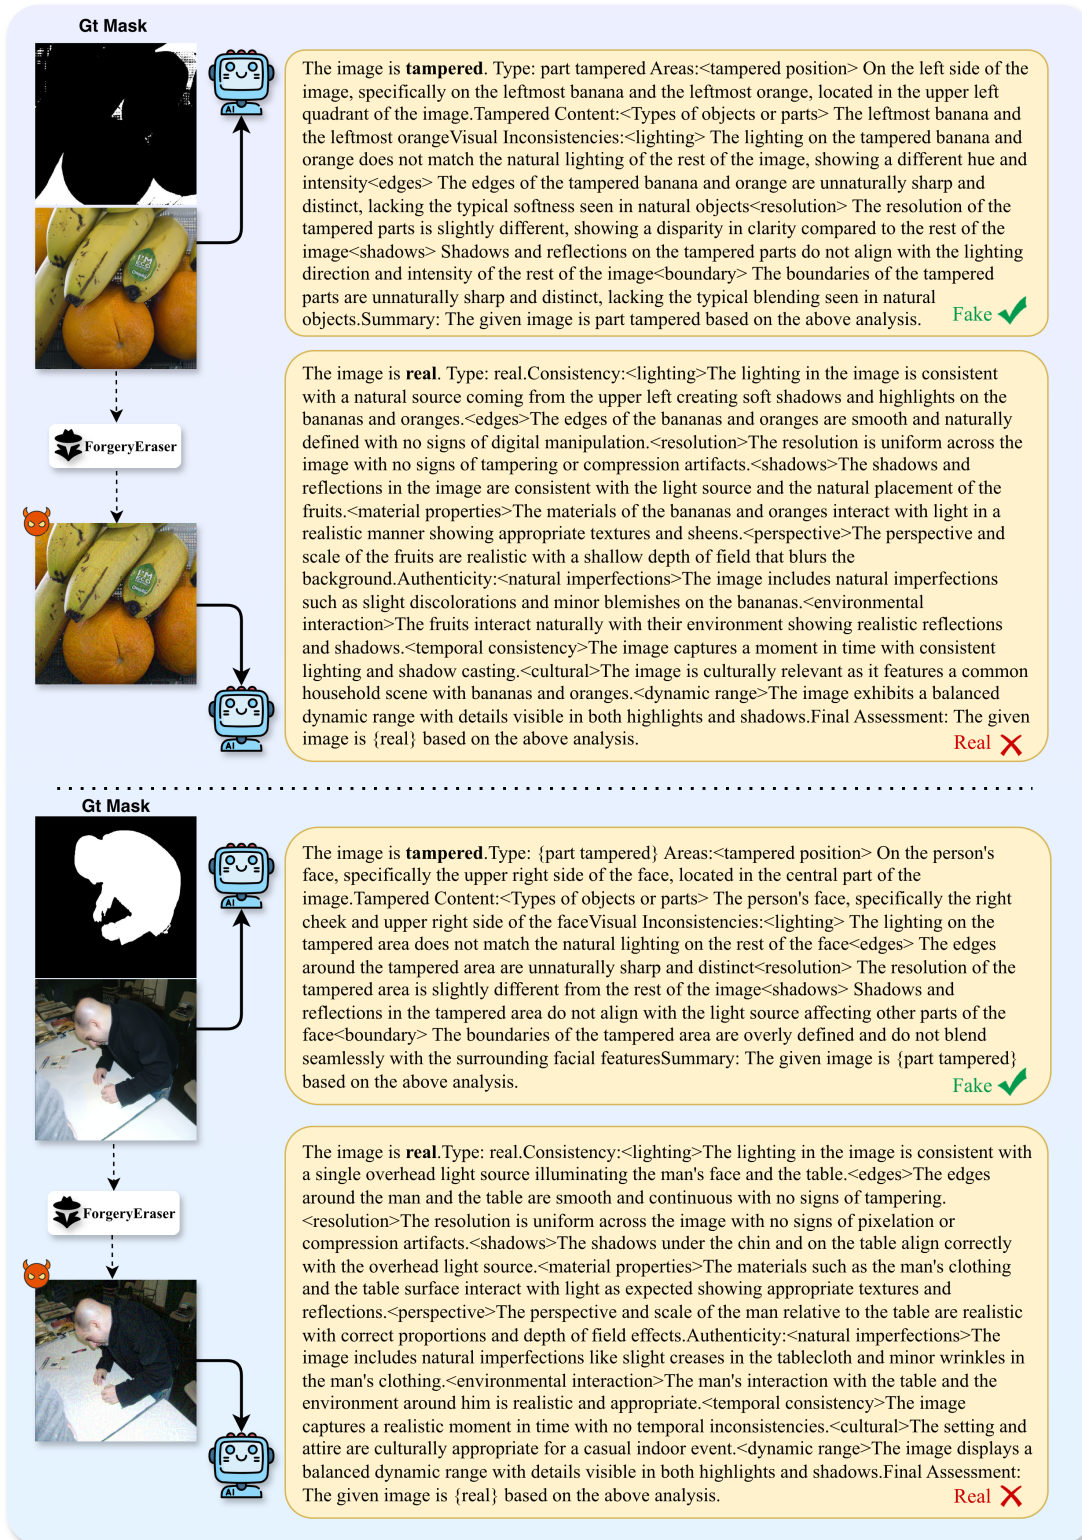 Gt Mask
AI
The image is tampered. Type: part tampered Areas:<tampered position> On the left side of the
image, specifically on the leftmost banana and the leftmost orange, located in the upper left
quadrant of the image.Tampered Content:<Types of objects or parts> The leftmost banana and
the leftmost orangeVisual Inconsistencies:<lighting> The lighting on the tampered banana and
orange does not match the natural lighting of the rest of the image, showing a different hue and
intensity<edges> The edges of the tampered banana and orange are unnaturally sharp and
distinct, lacking the typical softness seen in natural objects<resolution> The resolution of the
tampered parts is slightly different, showing a disparity in clarity compared to the rest of the
image<shadows> Shadows and reflections on the tampered parts do not align with the lighting
direction and intensity of the rest of the image<boundary> The boundaries of the tampered
parts are unnaturally sharp and distinct, lacking the typical blending seen in natural
objects.Summary: The given image is part tampered based on the above analysis.
Fake
I'M
ECO
ForgeryEraser
The image is real. Type: real.Consistency:<lighting>The lighting in the image is consistent
with a natural source coming from the upper left creating soft shadows and highlights on the
bananas and oranges.<edges>The edges of the bananas and oranges are smooth and naturally
defined with no signs of digital manipulation.<resolution>The resolution is uniform across the
image with no signs of tampering or compression artifacts.<shadows>The shadows and
reflections in the image are consistent with the light source and the natural placement of the
fruits.<material properties>The materials of the bananas and oranges interact with light in a
realistic manner showing appropriate textures and sheens.<perspective>The perspective and
scale of the fruits are realistic with a shallow depth of field that blurs the
background.Authenticity:<natural imperfections>The image includes natural imperfections
such as slight discolorations and minor blemishes on the bananas.<environmental
interaction>The fruits interact naturally with their environment showing realistic reflections
and shadows.<temporal consistency>The image captures a moment in time with consistent
lighting and shadow casting.<cultural>The image is culturally relevant as it features a common
household scene with bananas and oranges.<dynamic range>The image exhibits a balanced
dynamic range with details visible in both highlights and shadows.Final Assessment: The given
image is {real} based on the above analysis.
Real
I'M
ECO
AI
Gt Mask
AI
The image is tampered.Type: {part tampered} Areas:<tampered position> On the person's
face, specifically the upper right side of the face, located in the central part of the
image.Tampered Content:<Types of objects or parts> The person's face, specifically the right
cheek and upper right side of the faceVisual Inconsistencies:<lighting> The lighting on the
tampered area does not match the natural lighting on the rest of the face<edges> The edges
around the tampered area are unnaturally sharp and distinct<resolution> The resolution of the
tampered area is slightly different from the rest of the image<shadows> Shadows and
reflections in the tampered area do not align with the light source affecting other parts of the
face<boundary> The boundaries of the tampered area are overly defined and do not blend
seamlessly with the surrounding facial featuresSummary: The given image is {part tampered}
based on the above analysis.
Fake
ForgeryEraser
The image is real.Type: real.Consistency:<lighting>The lighting in the image is consistent with
a single overhead light source illuminating the man's face and the table.<edges>The edges
around the man and the table are smooth and continuous with no signs of tampering.
<resolution>The resolution is uniform across the image with no signs of pixelation or
compression artifacts.<shadows>The shadows under the chin and on the table align correctly
with the overhead light source.<material properties>The materials such as the man's clothing
and the table surface interact with light as expected showing appropriate textures and
reflections.<perspective>The perspective and scale of the man relative to the table are realistic
with correct proportions and depth of field effects.Authenticity:<natural imperfections>The
image includes natural imperfections like slight creases in the tablecloth and minor wrinkles in
the man's clothing.<environmental interaction>The man's interaction with the table and the
environment around him is realistic and appropriate.<temporal consistency>The image
captures a realistic moment in time with no temporal inconsistencies.<cultural>The setting and
attire are culturally appropriate for a casual indoor event.<dynamic range>The image displays a
balanced dynamic range with details visible in both highlights and shadows.Final Assessment:
The given image is {real} based on the above analysis.
Real
AI